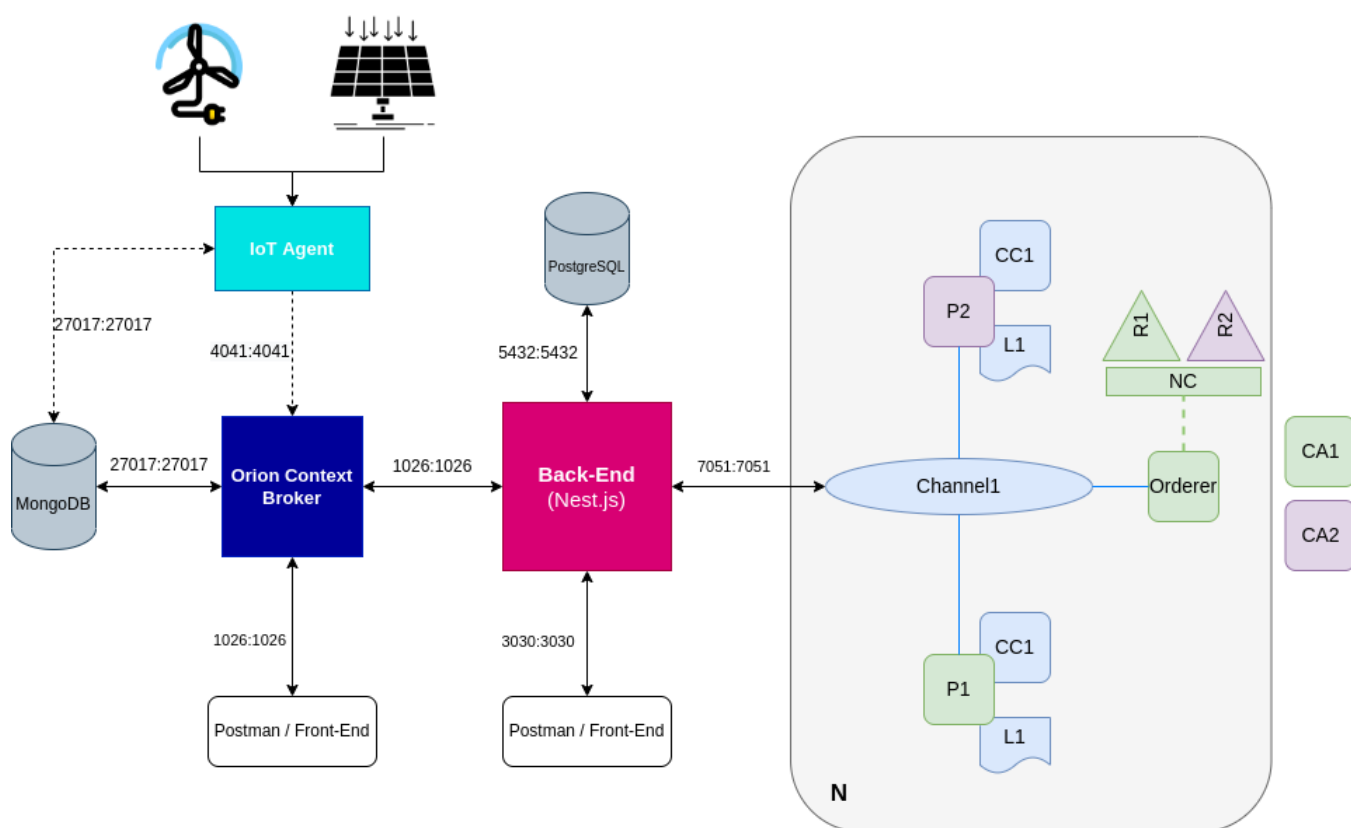 IoT Agent
27017:27017
4041:4041
PostgreSQL
5432:5432
MongoDB
27017:27017
Orion Context
Broker
1026:1026
Back-End
(Nest.js)
7051:7051
1026:1026
3030:3030
Postman / Front-End
Postman / Front-End
CC1
P2
L1
R1
R2
NC
Channel1
Orderer
CA1
CA2
CC1
P1
L1
N